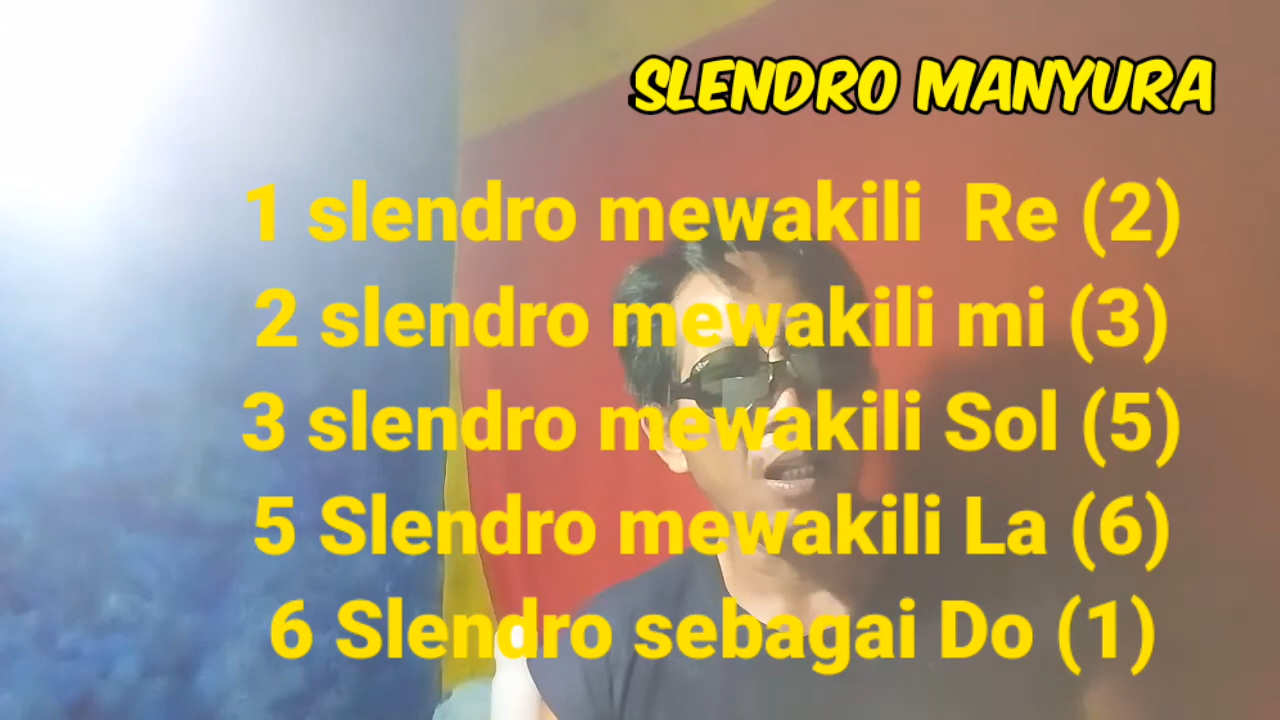 SLENDRO MANYURA
1 slendro mewakili Re (2)
2 slendro mewakili mi (3)
3 slendro mewakili Sol (5)
5 Slendro mewakili La (6)
6 Slendro sebagai Do (1)